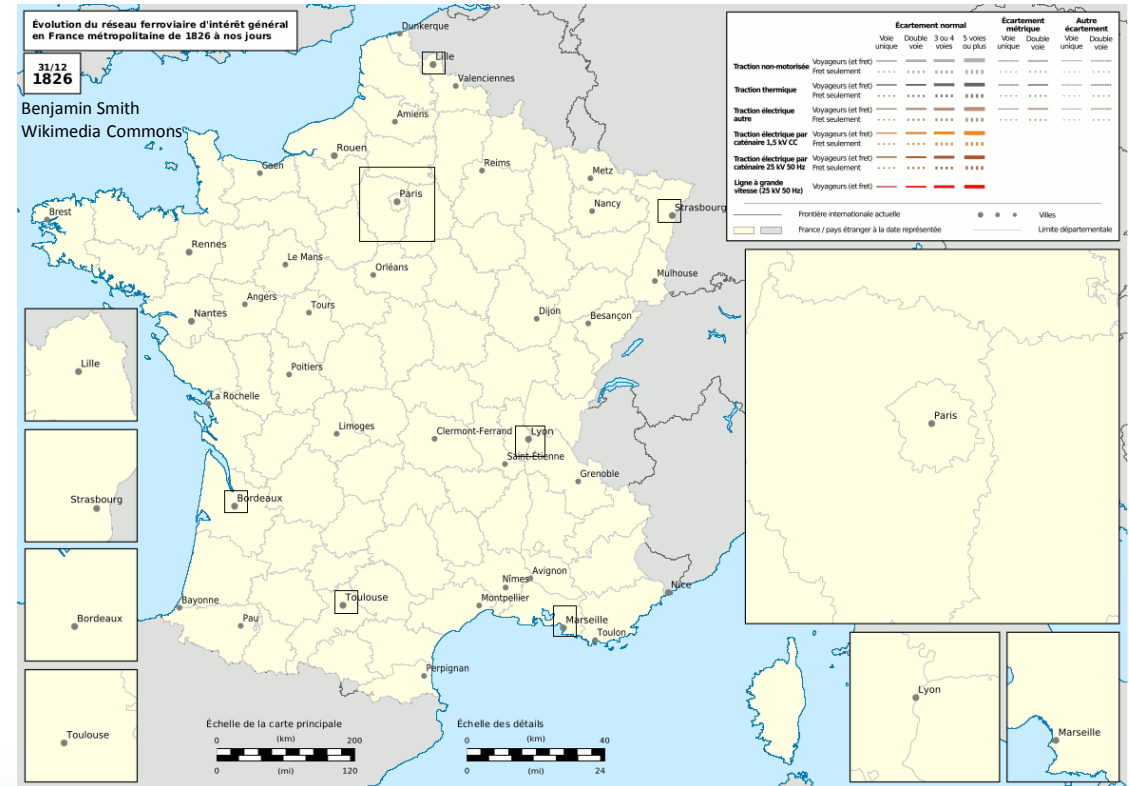 Évolution du réseau ferroviaire d'intérêt général
en France métropolitaine de 1826 à nos jours
31/12
1826
Benjamin Smith
Wikimedia Commons
Écartement normal
Écartement
métrique
Autre
écartement
Voie
unique
Double
voie
3 ou 4
voies
5 voies
ou plus
Voie
unique
Double
voie
Voie
unique
Double
voie
Traction non-motorisée
Voyageurs (et fret)
Fret seulement
Traction thermique
Voyageurs (et fret)
Fret seulement
Traction électrique
autre
Voyageurs (et fret)
Fret seulement
Traction électrique par
caténaire 1,5 kV CC
Voyageurs (et fret)
Fret seulement
Traction électrique par
caténaire 25 kV 50 Hz
Voyageurs (et fret)
Fret seulement
Ligne à grande
vitesse (25 kV 50 Hz)
Voyageurs (et fret)
Frontière internationale actuelle
Villes
France / pays étranger à la date représentée
Limite départementale
Dunkerque
Lille
Valenciennes
Amiens
Rouen
Caen
Reims
Metz
Paris
Nancy
Strasbourg
Brest
Rennes
Le Mans
Orléans
Mulhouse
Angers
Tours
Nantes
Dijon
Besançon
Poitiers
La Rochelle
Limoges
Clermont-Ferrand
Lyon
Saint-Étienne
Grenoble
Bordeaux
Avignon
Nîmes
Nice
Bayonne
Toulouse
Montpellier
Pau
Marseille
Toulon
Perpignan
Lille
Strasbourg
Bordeaux
Toulouse
Paris
Lyon
Marseille
Échelle de la carte principale
0 (km) 200
0 (mi) 120
Échelle des détails
0 (km) 40
0 (mi) 24